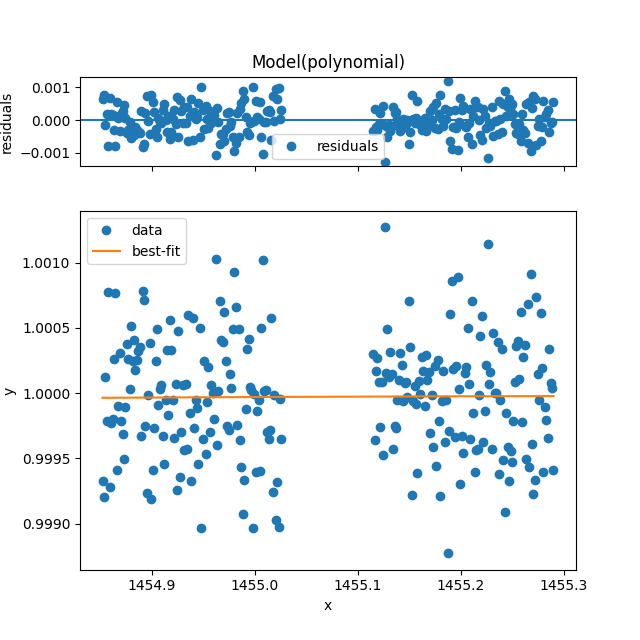 Model(polynomial)
residuals
0.001
0.000
−0.001
residuals
y
data
best-fit
1.0010
1.0005
1.0000
0.9995
0.9990
1454.9
1455.0
1455.1
1455.2
1455.3
x